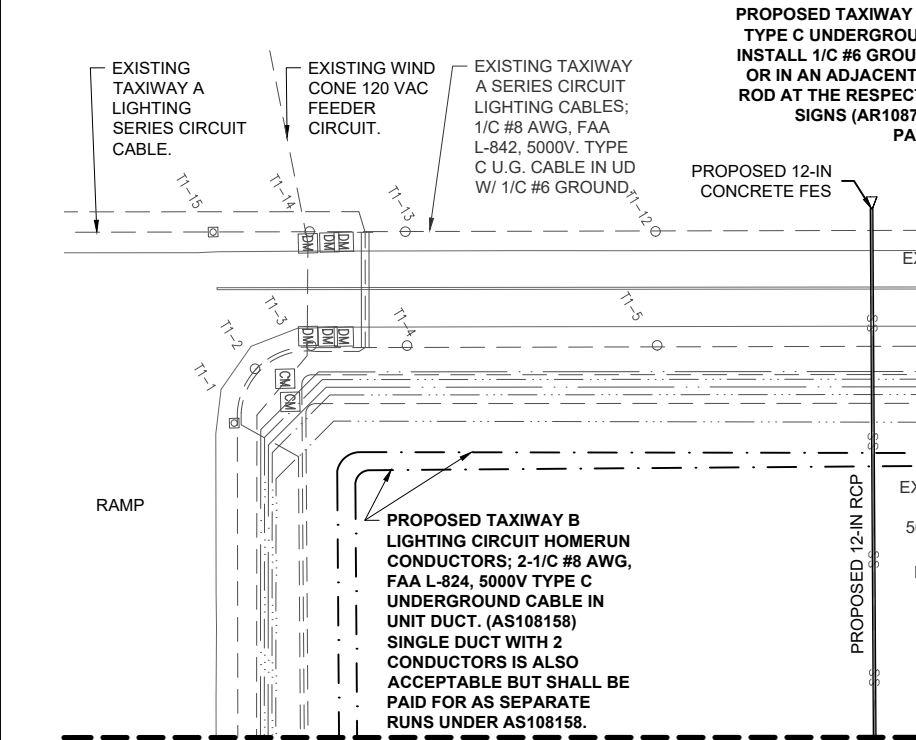 PROPOSED TAXIWAY
TYPE C UNDERGROU
INSTALL 1/C #6 GROU
OR IN AN ADJACENT
ROD AT THE RESPECT
SIGNS (AR1087
PA
EXISTING
TAXIWAY A
LIGHTING
SERIES CIRCUIT
CABLE.
EXISTING WIND
CONE 120 VAC
FEEDER
CIRCUIT.
EXISTING TAXIWAY
A SERIES CIRCUIT
LIGHTING CABLES;
1/C #8 AWG, FAA
L-842, 5000V. TYPE
C U.G. CABLE IN UD
W/ 1/C #6 GROUND.
PROPOSED 12-IN
CONCRETE FES
T1-15
T1-14
T1-13
T1-12
DM
DM
DM
EX
T1-3
T1-2
T1-1
T1-4
T1-5
DM
DM
DM
CM
CM
SS
SS
SS
SS
RAMP
PROPOSED TAXIWAY B
LIGHTING CIRCUIT HOMERUN
CONDUCTORS; 2-1/C #8 AWG,
FAA L-824, 5000V TYPE C
UNDERGROUND CABLE IN
UNIT DUCT. (AS108158)
SINGLE DUCT WITH 2
CONDUCTORS IS ALSO
ACCEPTABLE BUT SHALL BE
PAID FOR AS SEPARATE
RUNS UNDER AS108158.
PROPOSED 12-IN RCP
EX
50